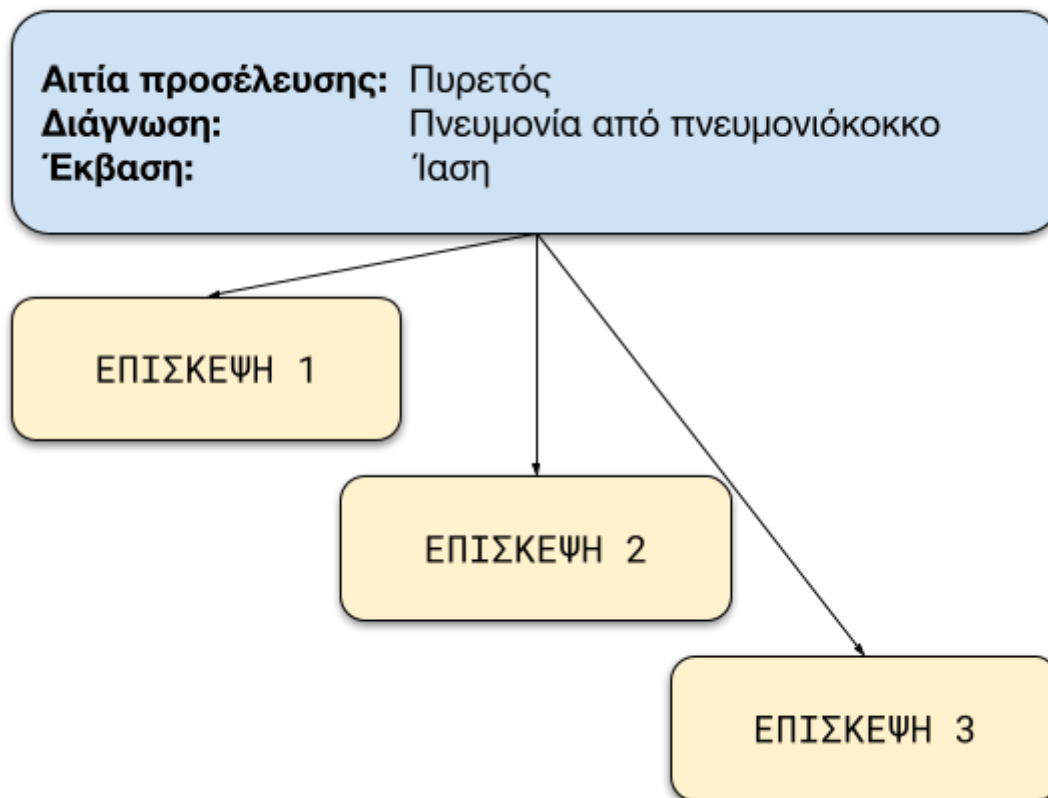 Αιτία προσέλευσης: Πυρετός
Διάγνωση: Πνευμονία από πνευμονιόκοκκο
Έκβαση: Ίαση
ΕΠΙΣΚΕΨΗ 1
ΕΠΙΣΚΕΨΗ 2
ΕΠΙΣΚΕΨΗ 3